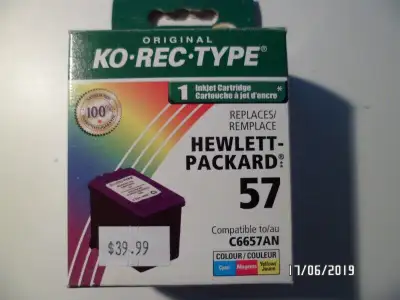 ORIGINAL
KO·REC·TYPE®
1 Inkjet Cartridge *
Cartouche à jet d'encre
100%
REPLACES/
REMPLACE
HEWLETT-
PACKARD®:
57
Compatible to/au
C6657AN
$39.99
COLOUR/COULEUR
Cyan Magenta Yellow/
Jaune
17/06/2019